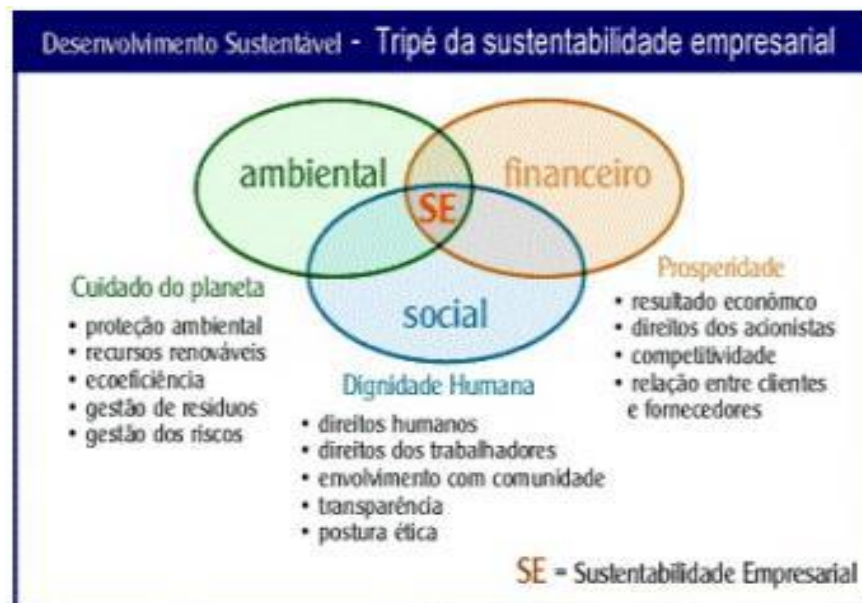 Desenvolvimento Sustentável - Tripé da sustentabilidade empresarial
ambiental
financeiro
SE
social
Cuidado do planeta
• proteção ambiental
• recursos renováveis
• ecoeficiência
• gestão de resíduos
• gestão dos riscos
Dignidade Humana
• direitos humanos
• direitos dos trabalhadores
• envolvimento com comunidade
• transparência
• postura ética
Prosperidade
• resultado econômco
• direitos dos acionistas
• competitividade
• relação entre clientes
e fornecedores
SE = Sustentabilidade Empresarial